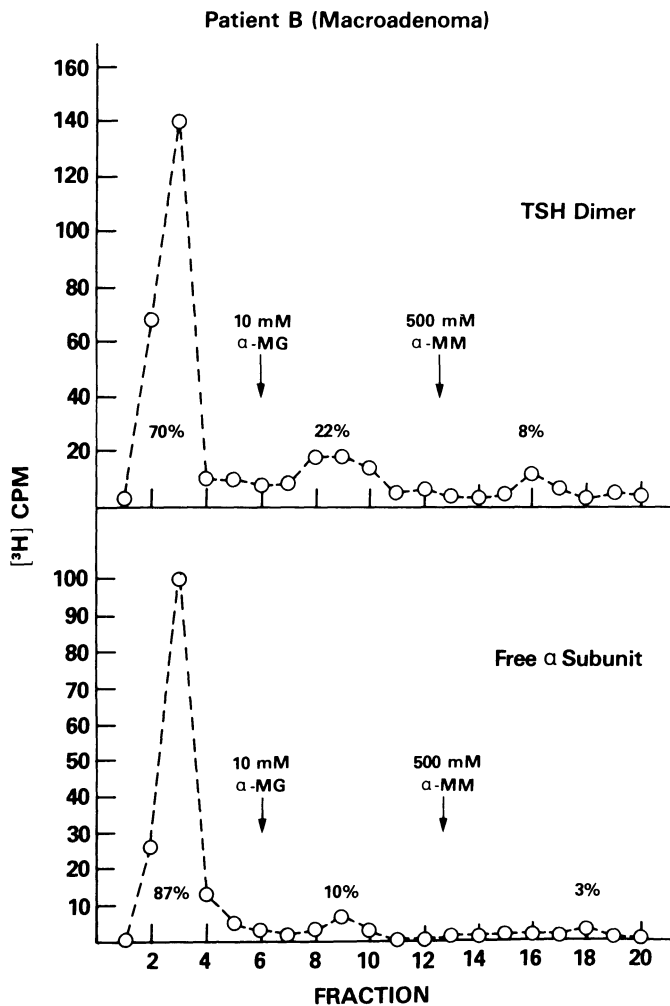 Patient B (Macroadenoma)
160
140
120
100
80
60
40
20
TSH Dimer
10 mM
α-MG
500 mM
α-MM
70%
22%
8%
[³H] CPM
100
90
80
70
60
50
40
30
20
10
Free α Subunit
10 mM
α-MG
500 mM
α-MM
87%
10%
3%
2 4 6 8 10 12 14 16 18 20
FRACTION